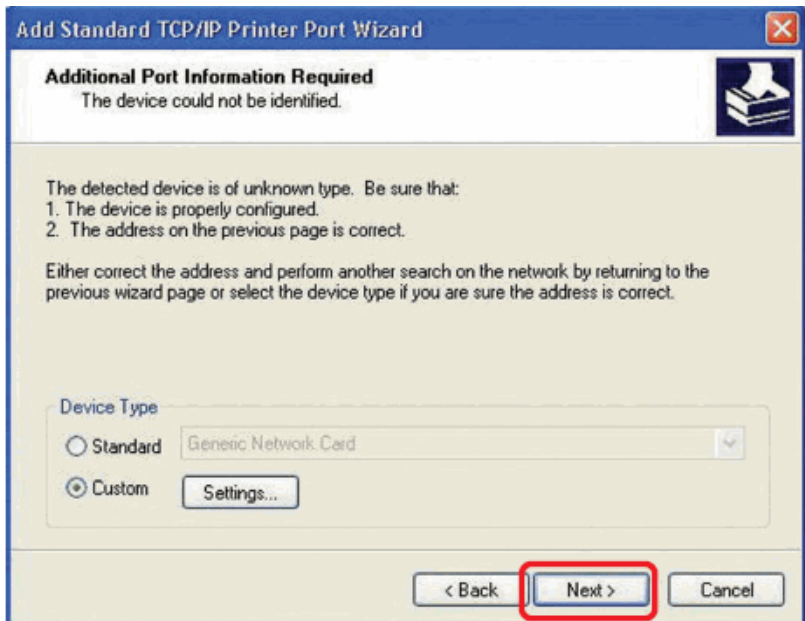 Add Standard TCP/IP Printer Port Wizard
Additional Port Information Required
The device could not be identified.
The detected device is of unknown type.  Be sure that:
1. The device is properly configured.
2.  The address on the previous page is correct.
Either correct the address and perform another search on the network by returning to the
previous wizard page or select the device type if you are sure the address is correct.
Device Type
Standard Generic Network Card
Custom Settings...
< Back Next > Cancel